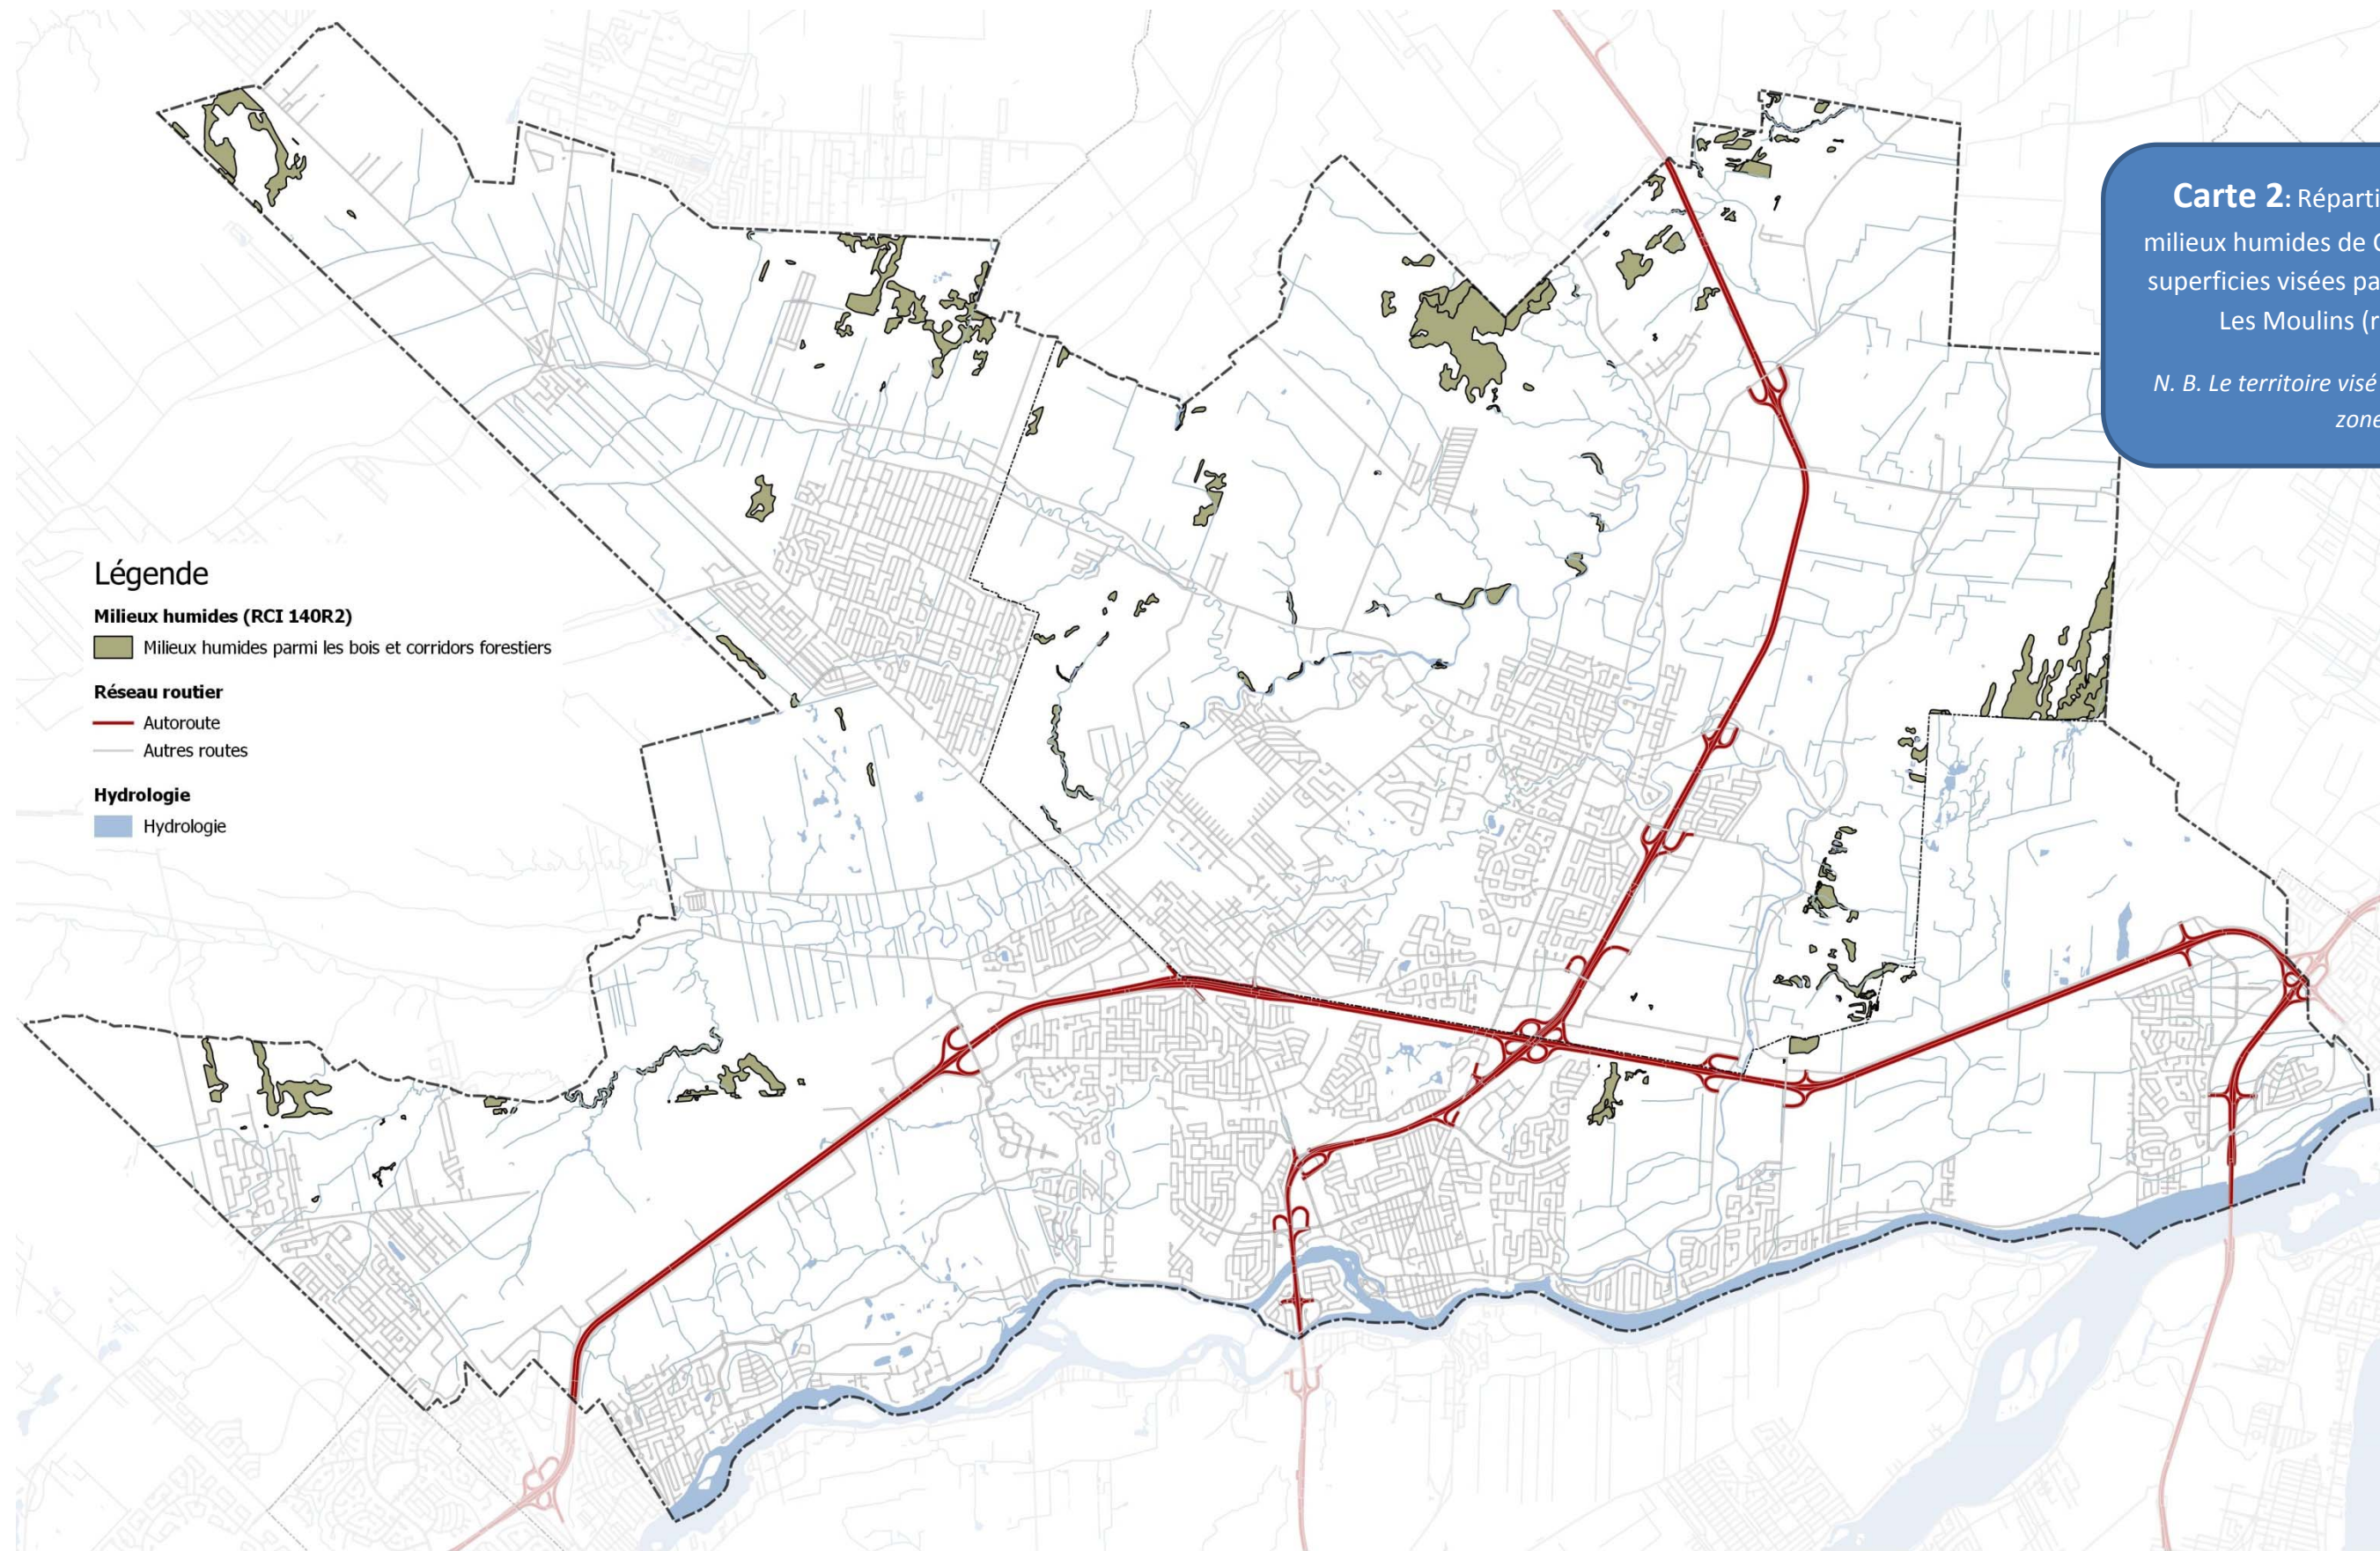 Carte 2: Réparti
milieux humides de
superficies visées pa
Les Moulins (r
N. B. Le territoire visé
zone
Légende
Milieux humides (RCI 140R2)
Milieux humides parmi les bois et corridors forestiers
Réseau routier
Autoroute
Autres routes
Hydrologie
Hydrologie